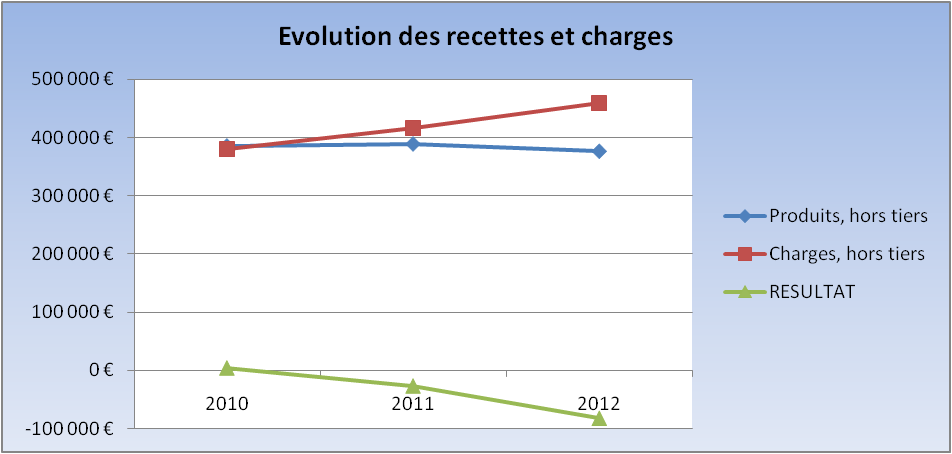 Evolution des recettes et charges
500 000 €
400 000 €
300 000 €
200 000 €
100 000 €
0 €
-100 000 €
2010
2011
2012
Produits, hors tiers
Charges, hors tiers
RESULTAT